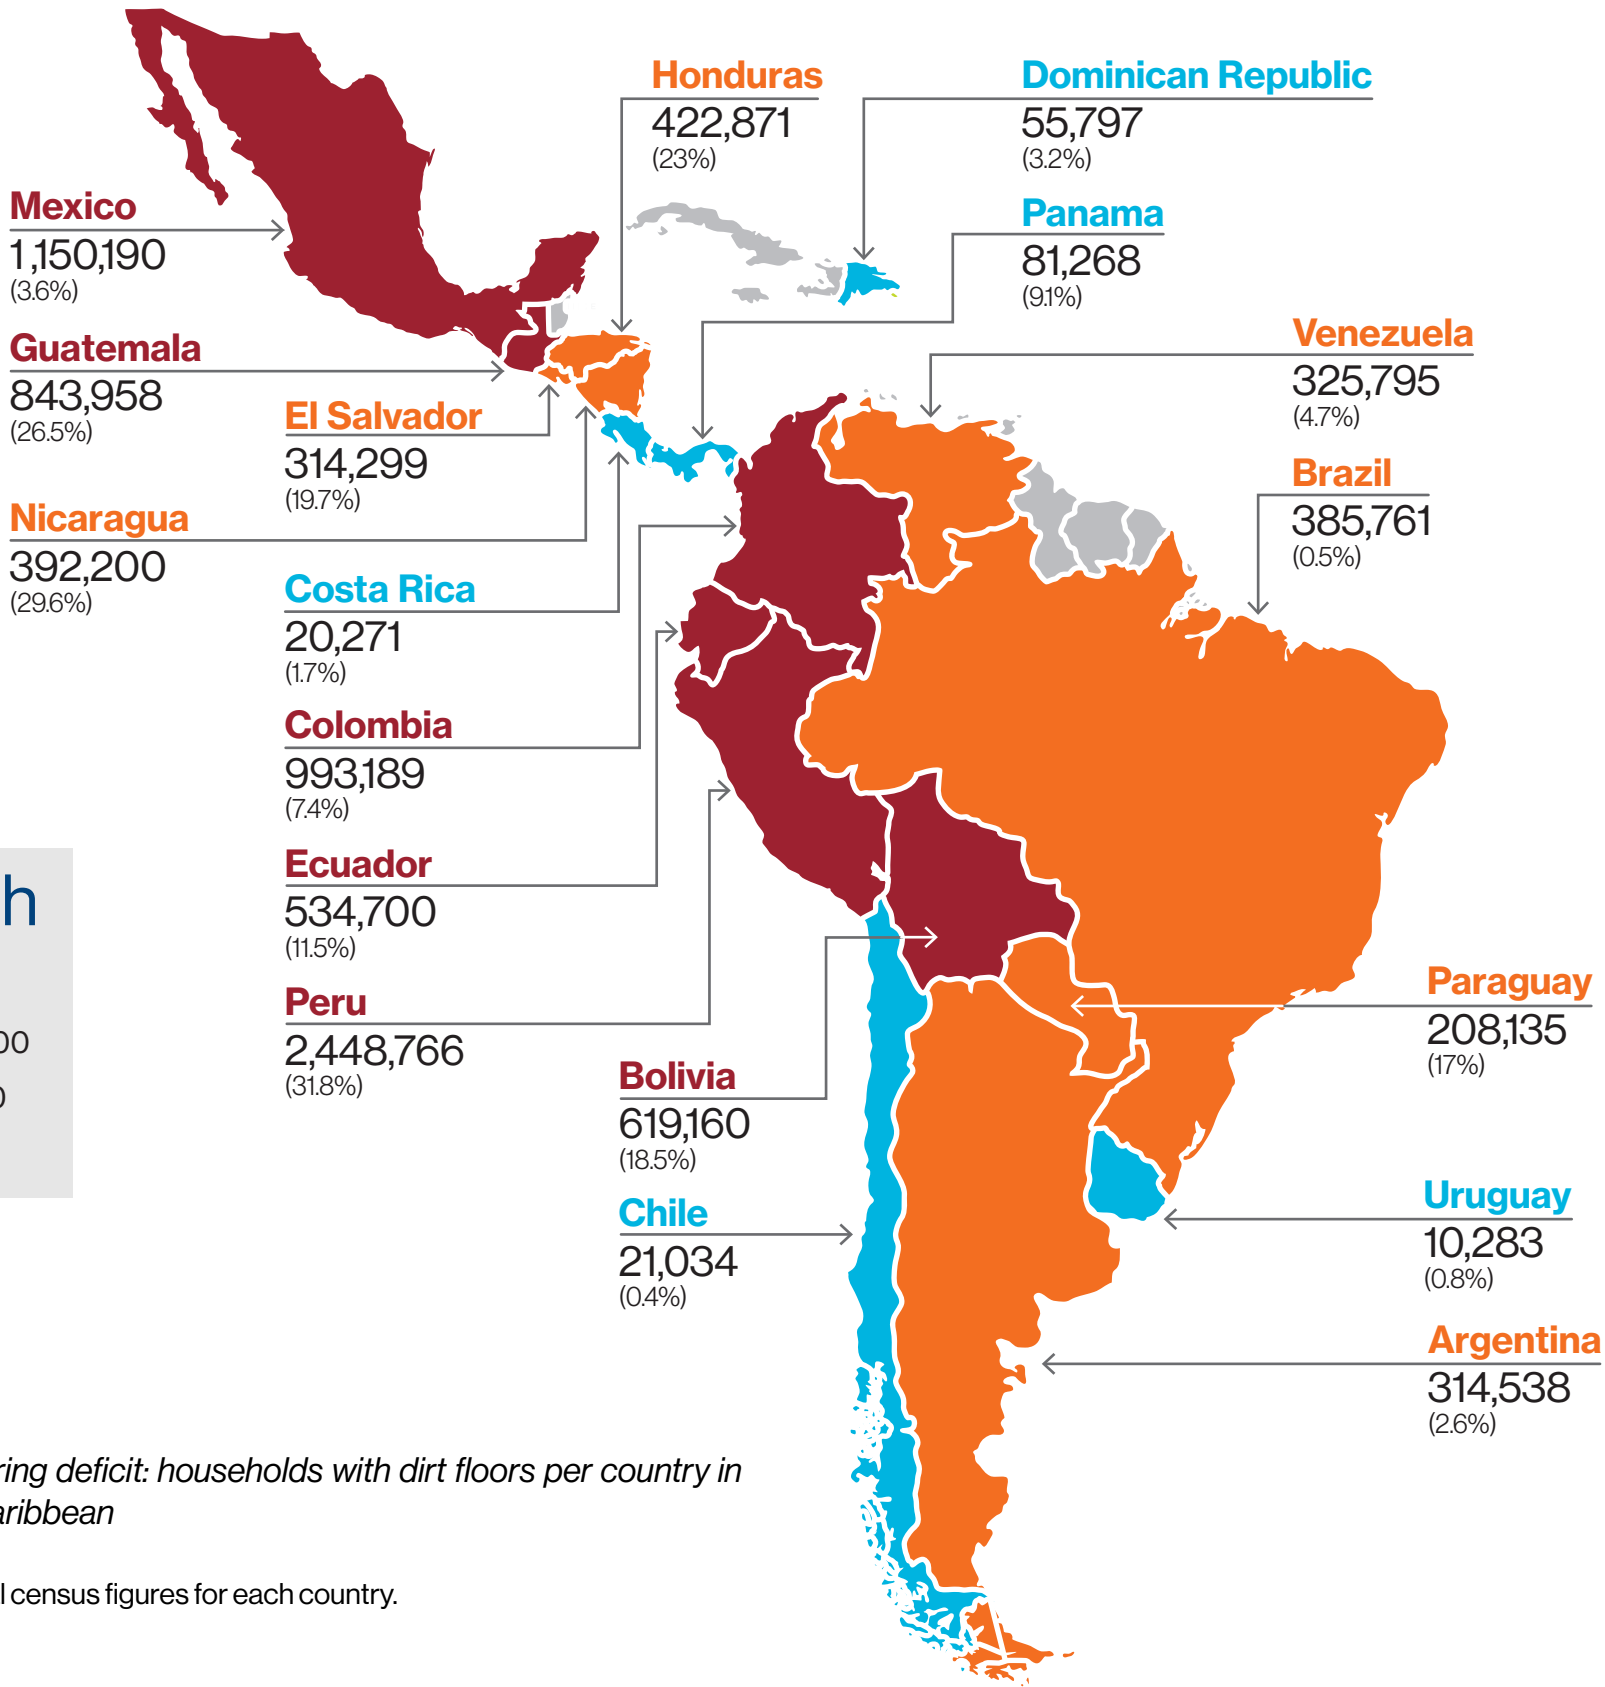 Honduras
422,871
(23%)
Dominican Republic
55,797
(3.2%)
Mexico
1,150,190
(3.6%)
Panama
81,268
(9.1%)
Guatemala
843,958
(26.5%)
Venezuela
325,795
(4.7%)
El Salvador
314,299
(19.7%)
Brazil
385,761
(0.5%)
Nicaragua
392,200
(29.6%)
Costa Rica
20,271
(1.7%)
Colombia
993,189
(7.4%)
Ecuador
534,700
(11.5%)
h
00
0
Peru
2,448,766
(31.8%)
Paraguay
208,135
(17%)
Bolivia
619,160
(18.5%)
Chile
21,034
(0.4%)
Uruguay
10,283
(0.8%)
Argentina
314,538
(2.6%)
ring deficit: households with dirt floors per country in
aribbean
l census figures for each country.